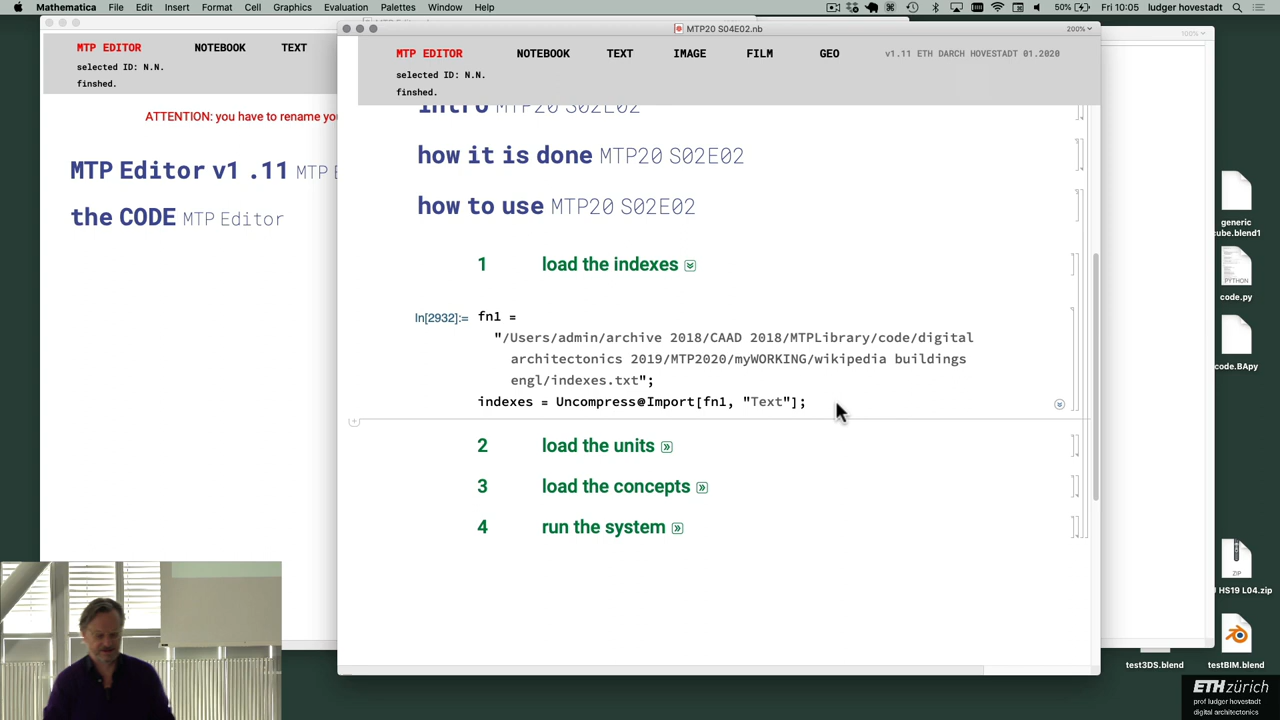 Mathematica File Edit Insert Format Cell Graphics Evaluation Palettes Window Help 50% Fri 10:05 ludger hovestadt
MTP20 S04E02.nb
200%
100%
MTP EDITOR NOTEBOOK TEXT
selected ID: N.N.
finshed.
ATTENTION: you have to rename you
MTP Editor v1 .11 MTP E
the CODE MTP Editor
MTP EDITOR NOTEBOOK TEXT IMAGE FILM GEO v1.11 ETH DARCH HOVESTADT 01.2020
selected ID: N.N.
finshed.
intro MTP20 S02E02
how it is done MTP20 S02E02
how to use MTP20 S02E02
1 load the indexes
In[2932]:= fn1 =
"/Users/admin/archive 2018/CAAD 2018/MTPLibrary/code/digital
architectonics 2019/MTP2020/myWORKING/wikipedia buildings
engl/indexes.txt";
indexes = Uncompress@Import[fn1, "Text"];
2 load the units
3 load the concepts
4 run the system
generic
cube.blend1
PYTHON
code.py
code.BApy
ZIP
HS19 L04.zip
test3DS.blend
testBIM.blend
ETH zürich
prof ludger hovestadt
digital architectonics